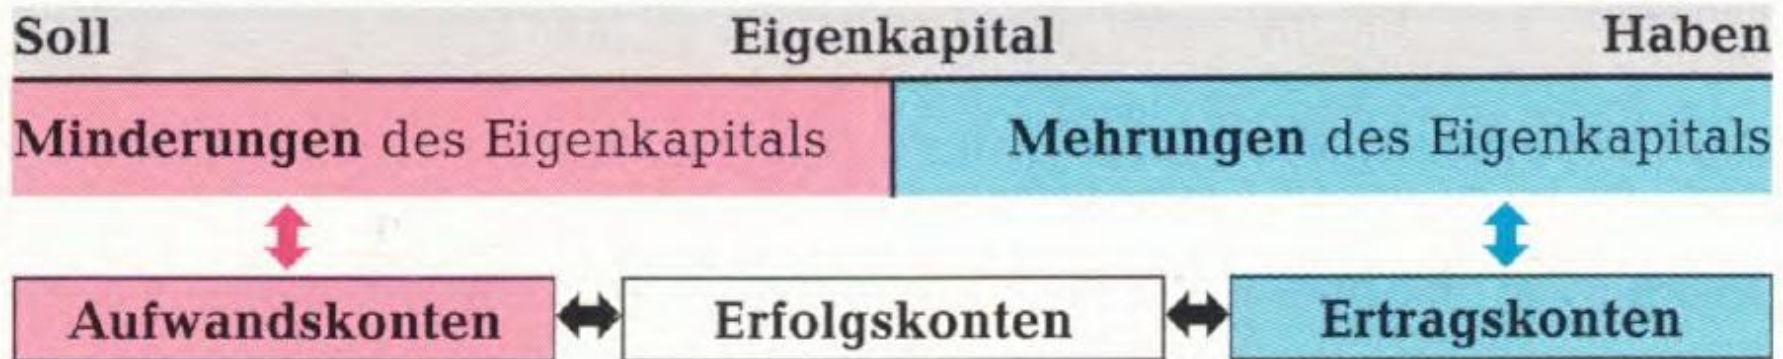 Soll Eigenkapital Haben
Minderungen des Eigenkapitals Mehrungen des Eigenkapitals
Aufwandskonten Erfolgskonten Ertragskonten